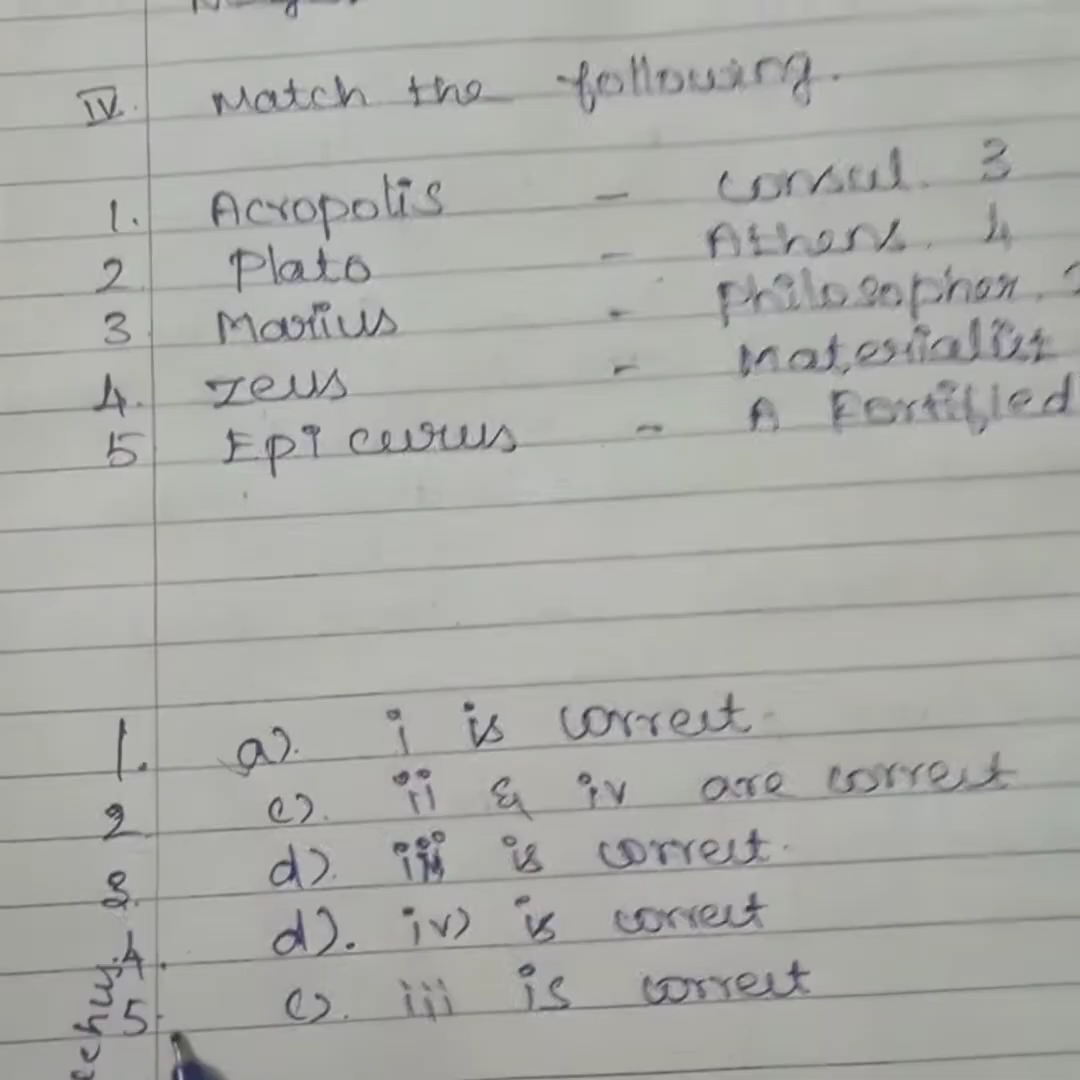 IV. Match the following.
1. Acropolis - Consul. 3
2 Plato - Athens. 4
3 Marius - Philosopher.
4. Zeus - Materialist
5 Epicurus - A Fortified
1. a). i is correct.
2 c). ii & iv are correct
3. d). iii is correct.
4. d). iv) is correct
5. c). iii is correct